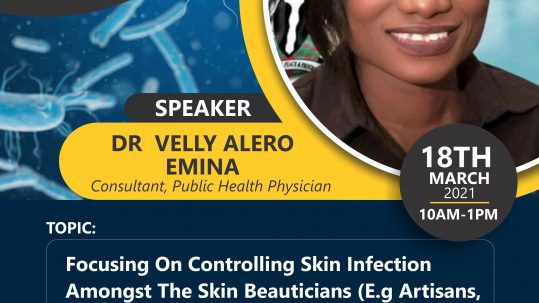 SPEAKER
DR VELLY ALERO
EMINA
Consultant, Public Health Physician
18TH
MARCH
2021
10AM-1PM
TOPIC:
Focusing On Controlling Skin Infection
Amongst The Skin Beauticians (E.g Artisans,